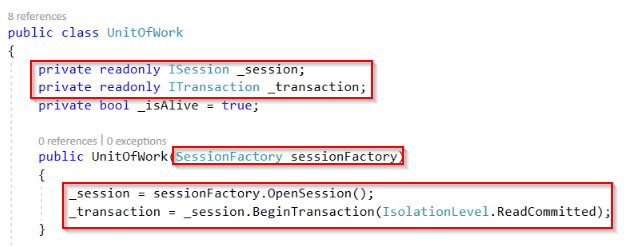 8 references
public class UnitOfWork
{
private readonly ISession _session;
private readonly ITransaction _transaction;
private bool _isAlive = true;
0 references | 0 exceptions
public UnitOfWork(SessionFactory sessionFactory)
{
_session = sessionFactory.OpenSession();
_transaction = _session.BeginTransaction(IsolationLevel.ReadCommitted);
}